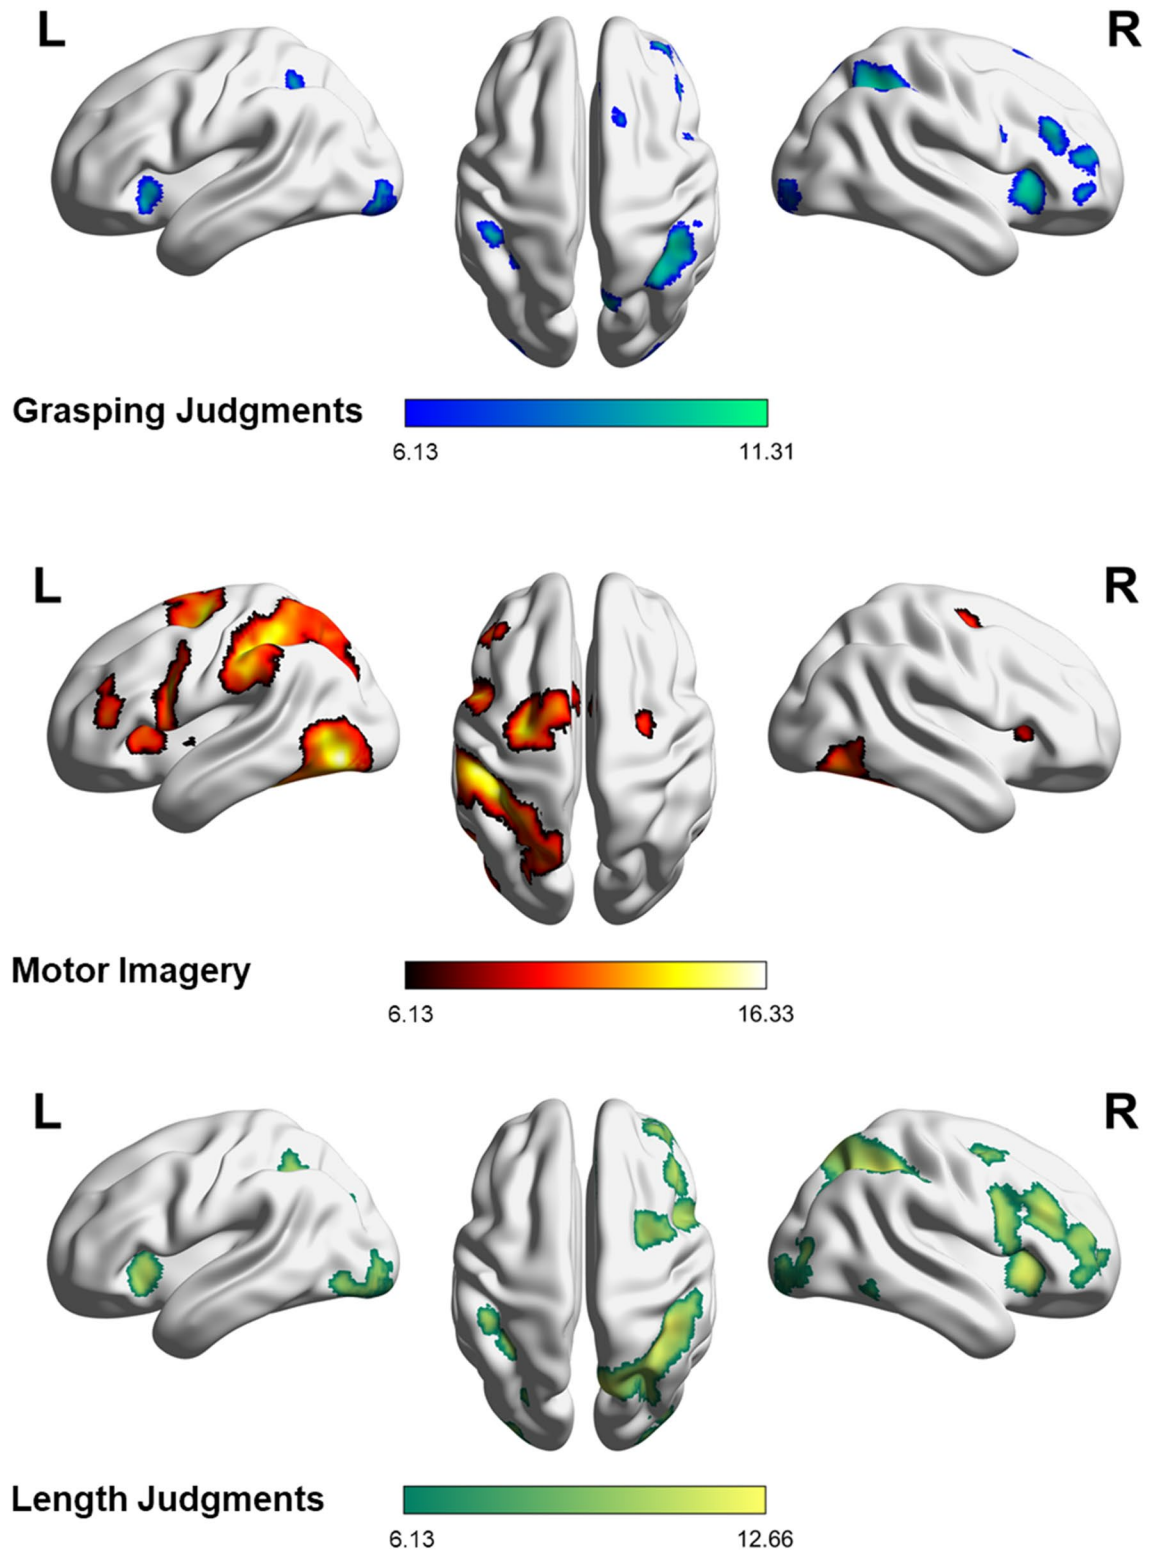 L R
Grasping Judgments
6.13 11.31
L R
Motor Imagery
6.13 16.33
L R
Length Judgments
6.13 12.66